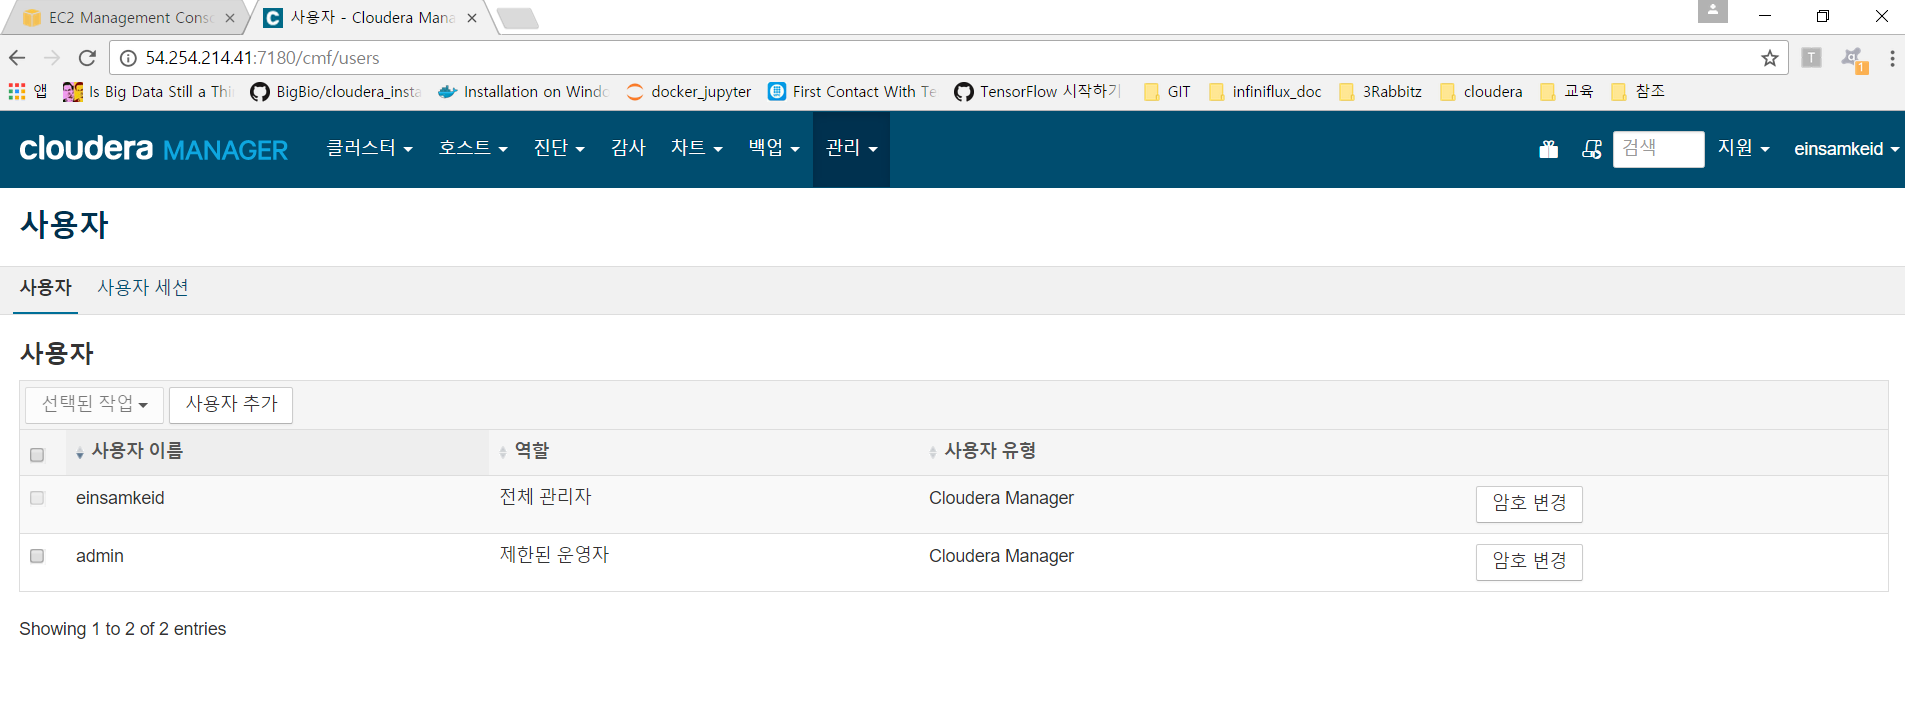 EC2 Management Conso
사용자 - Cloudera Mana
54.254.214.41:7180/cmf/users
앱 Is Big Data Still a Thi BigBio/cloudera_insta Installation on Windo docker_jupyter First Contact With Te TensorFlow 시작하기 GIT infiniflux_doc 3Rabbitz cloudera 교육 참조
cloudera MANAGER 클러스터 호스트 진단 감사 차트 백업 관리 검색 지원 einsamkeid
사용자
사용자 사용자 세션
사용자
선택된 작업 사용자 추가
사용자 이름 역할 사용자 유형
einsamkeid 전체 관리자 Cloudera Manager 암호 변경
admin 제한된 운영자 Cloudera Manager 암호 변경
Showing 1 to 2 of 2 entries